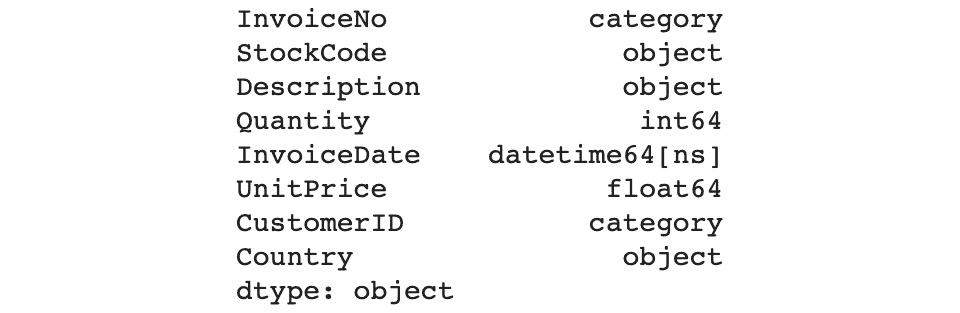 InvoiceNo category
StockCode object
Description object
Quantity int64
InvoiceDate datetime64[ns]
UnitPrice float64
CustomerID category
Country object
dtype: object